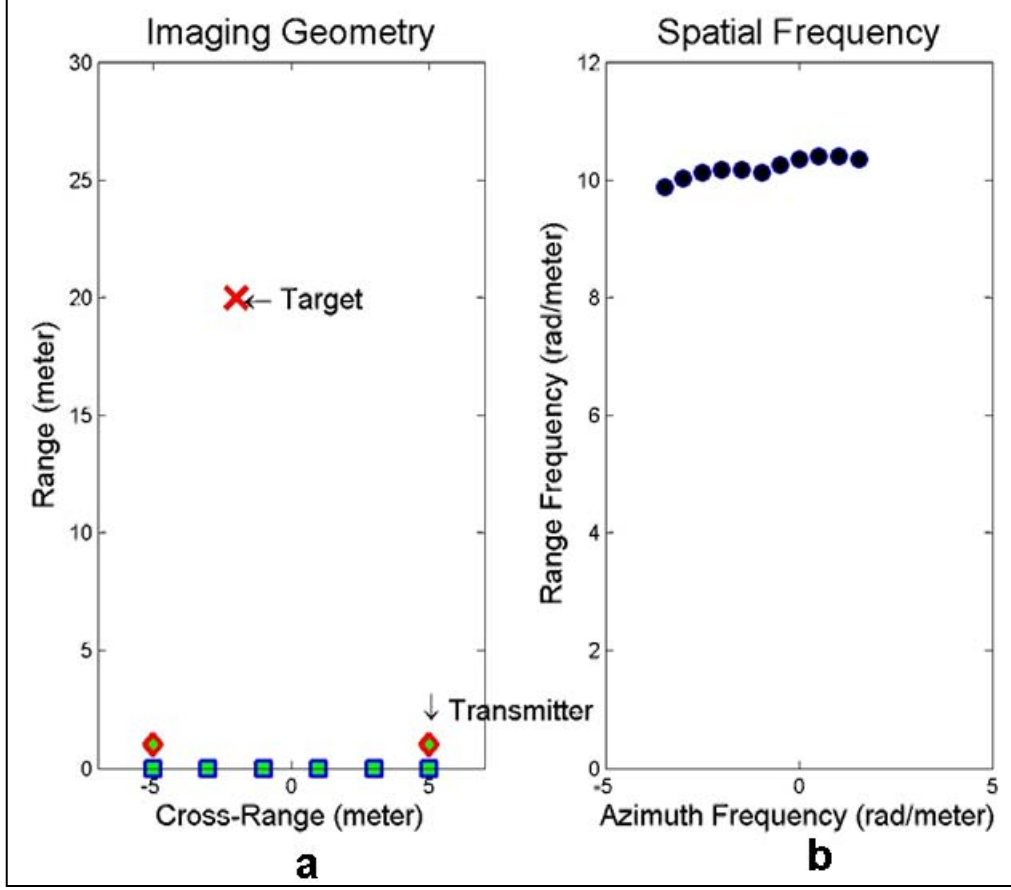 Imaging Geometry
30
25
20
15
10
5
0
-5
0
5
Range (meter)
Cross-Range (meter)
← Target
↓ Transmitter
a
Spatial Frequency
12
10
8
6
4
2
0
-5
0
5
Range Frequency (rad/meter)
Azimuth Frequency (rad/meter)
b